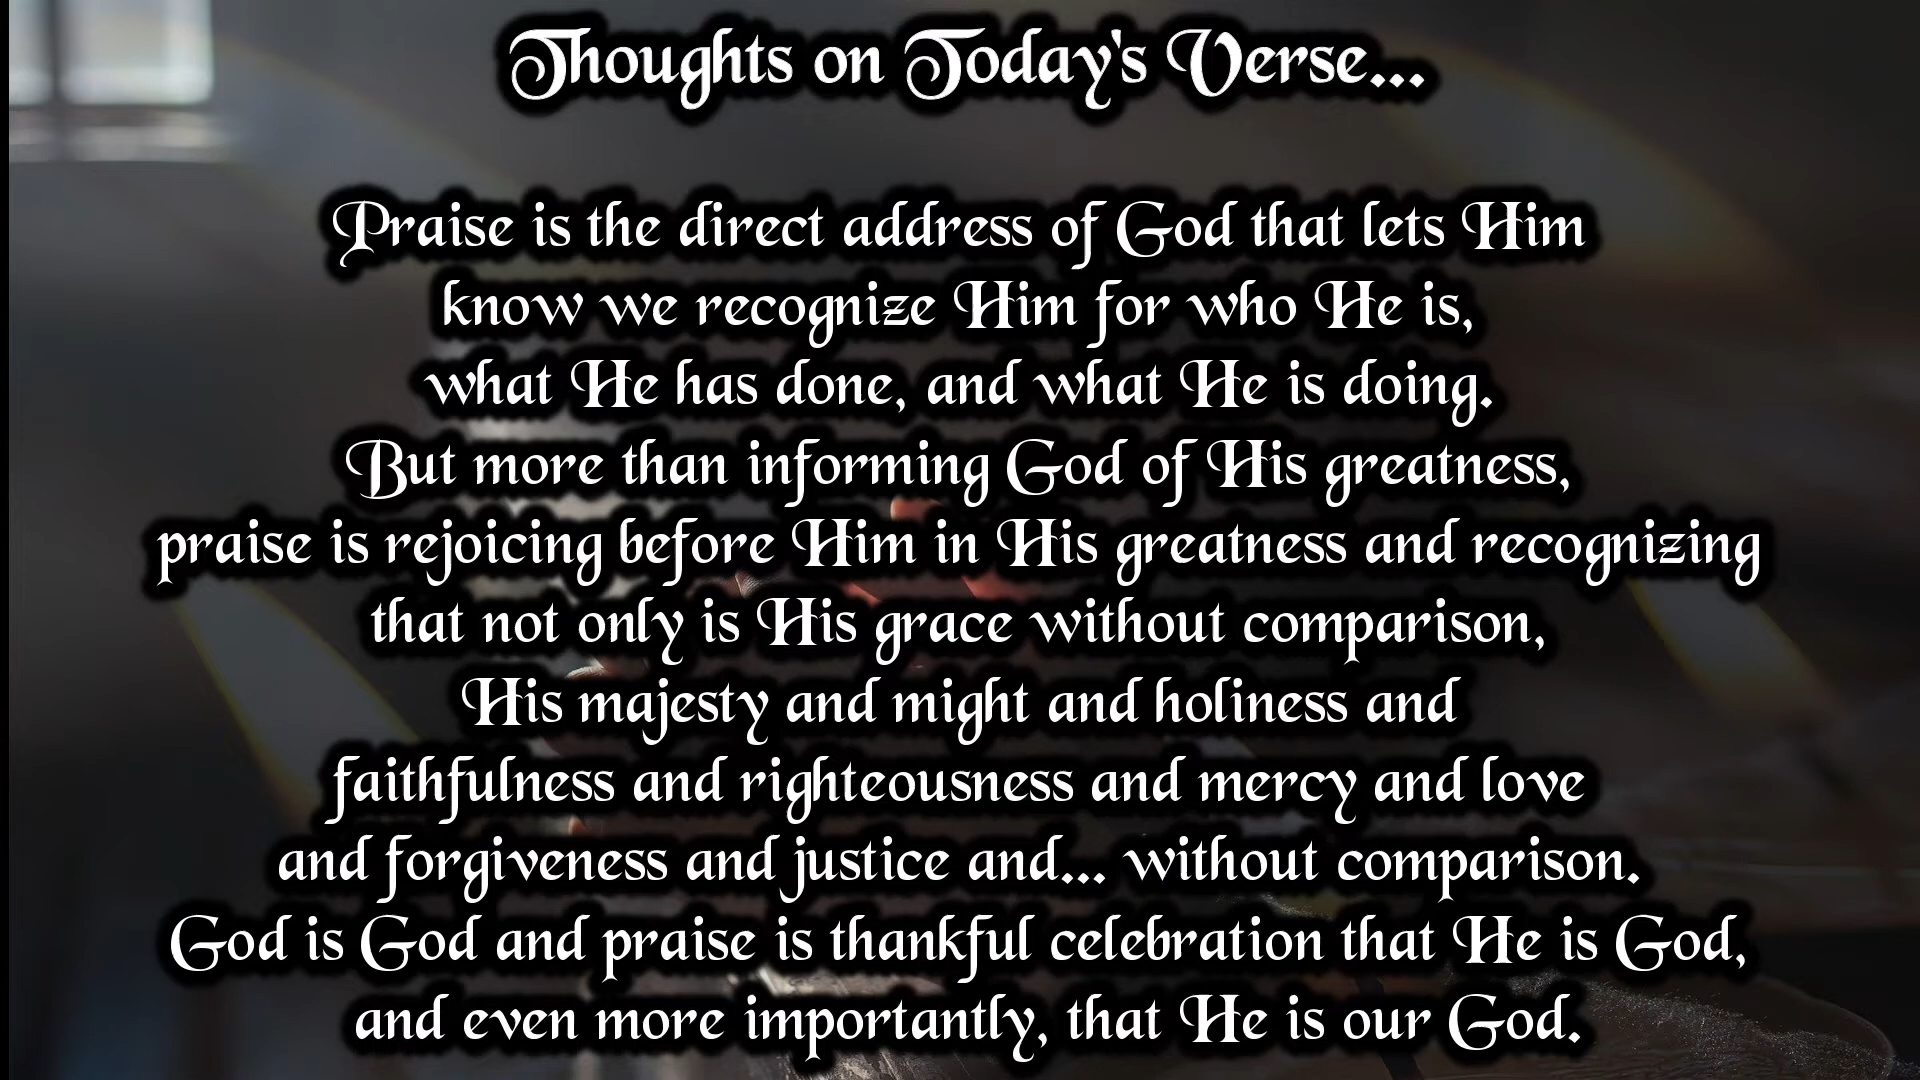 Thoughts on Today's Verse...
Praise is the direct address of God that lets Him
know we recognize Him for who He is,
what He has done, and what He is doing.
But more than informing God of His greatness,
praise is rejoicing before Him in His greatness and recognizing
that not only is His grace without comparison,
His majesty and might and holiness and
faithfulness and righteousness and mercy and love
and forgiveness and justice and... without comparison.
God is God and praise is thankful celebration that He is God,
and even more importantly, that He is our God.